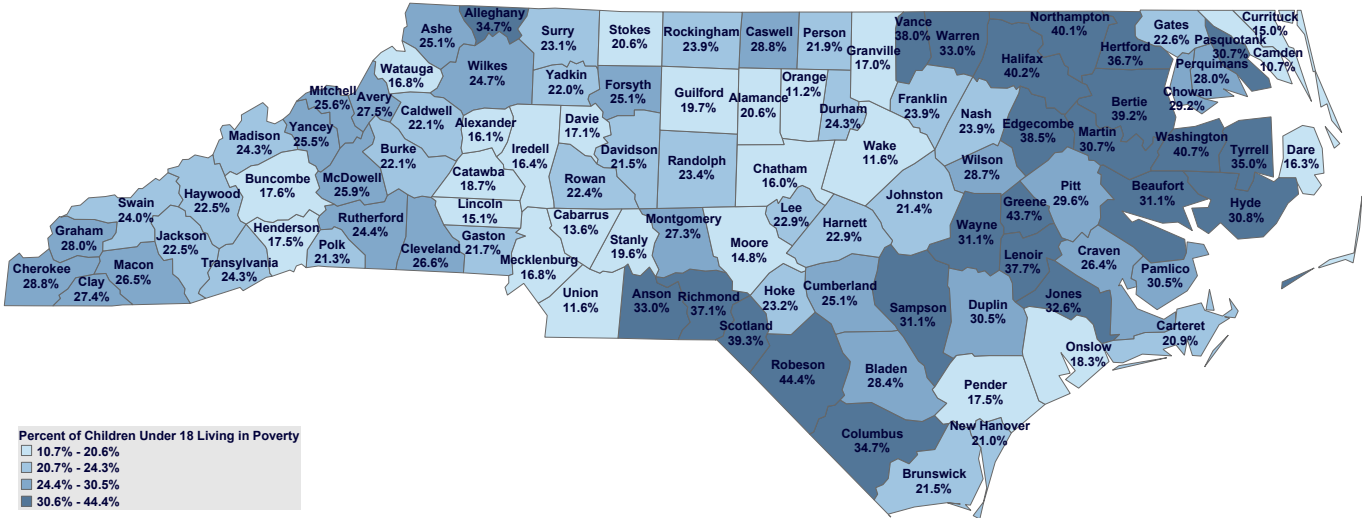 Alleghany
34.7%
Ashe
25.1%
Surry
23.1%
Stokes
20.6%
Rockingham
23.9%
Caswell
28.8%
Person
21.9%
Granville
17.0%
Vance
38.0%
Warren
33.0%
Northampton
40.1%
Halifax
40.2%
Hertford
36.7%
Gates
22.6%
Currituck
15.0%
Pasquotank
30.7%
Camden
10.7%
Perquimans
28.0%
Chowan
29.2%
Watauga
16.8%
Wilkes
24.7%
Yadkin
22.0%
Forsyth
25.1%
Guilford
19.7%
Alamance
20.6%
Orange
11.2%
Durham
24.3%
Franklin
23.9%
Nash
23.9%
Edgecombe
38.5%
Bertie
39.2%
Martin
30.7%
Washington
40.7%
Tyrrell
35.0%
Dare
16.3%
Mitchell
25.6%
Avery
27.5%
Caldwell
22.1%
Alexander
16.1%
Iredell
16.4%
Davie
17.1%
Davidson
21.5%
Randolph
23.4%
Chatham
16.0%
Wake
11.6%
Wilson
28.7%
Pitt
29.6%
Beaufort
31.1%
Hyde
30.8%
Madison
24.3%
Yancey
25.5%
Burke
22.1%
McDowell
25.9%
Catawba
18.7%
Rowan
22.4%
Buncombe
17.6%
Haywood
22.5%
Swain
24.0%
Graham
28.0%
Cherokee
28.8%
Clay
27.4%
Macon
26.5%
Jackson
22.5%
Transylvania
24.3%
Henderson
17.5%
Polk
21.3%
Rutherford
24.4%
Cleveland
26.6%
Lincoln
15.1%
Gaston
21.7%
Mecklenburg
16.8%
Cabarrus
13.6%
Stanly
19.6%
Montgomery
27.3%
Moore
14.8%
Lee
22.9%
Harnett
22.9%
Johnston
21.4%
Wayne
31.1%
Greene
43.7%
Lenoir
37.7%
Craven
26.4%
Pamlico
30.5%
Jones
32.6%
Carteret
20.9%
Union
11.6%
Anson
33.0%
Richmond
37.1%
Scotland
39.3%
Hoke
23.2%
Cumberland
25.1%
Sampson
31.1%
Duplin
30.5%
Onslow
18.3%
Robeson
44.4%
Bladen
28.4%
Pender
17.5%
Columbus
34.7%
New Hanover
21.0%
Brunswick
21.5%
Percent of Children Under 18 Living in Poverty
10.7% - 20.6%
20.7% - 24.3%
24.4% - 30.5%
30.6% - 44.4%